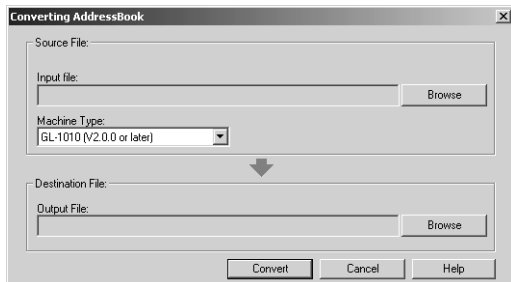 Converting AddressBook
Source File:
Input file:
Browse
Machine Type:
GL-1010 (V2.0.0 or later)
Destination File:
Output File:
Browse
Convert Cancel Help